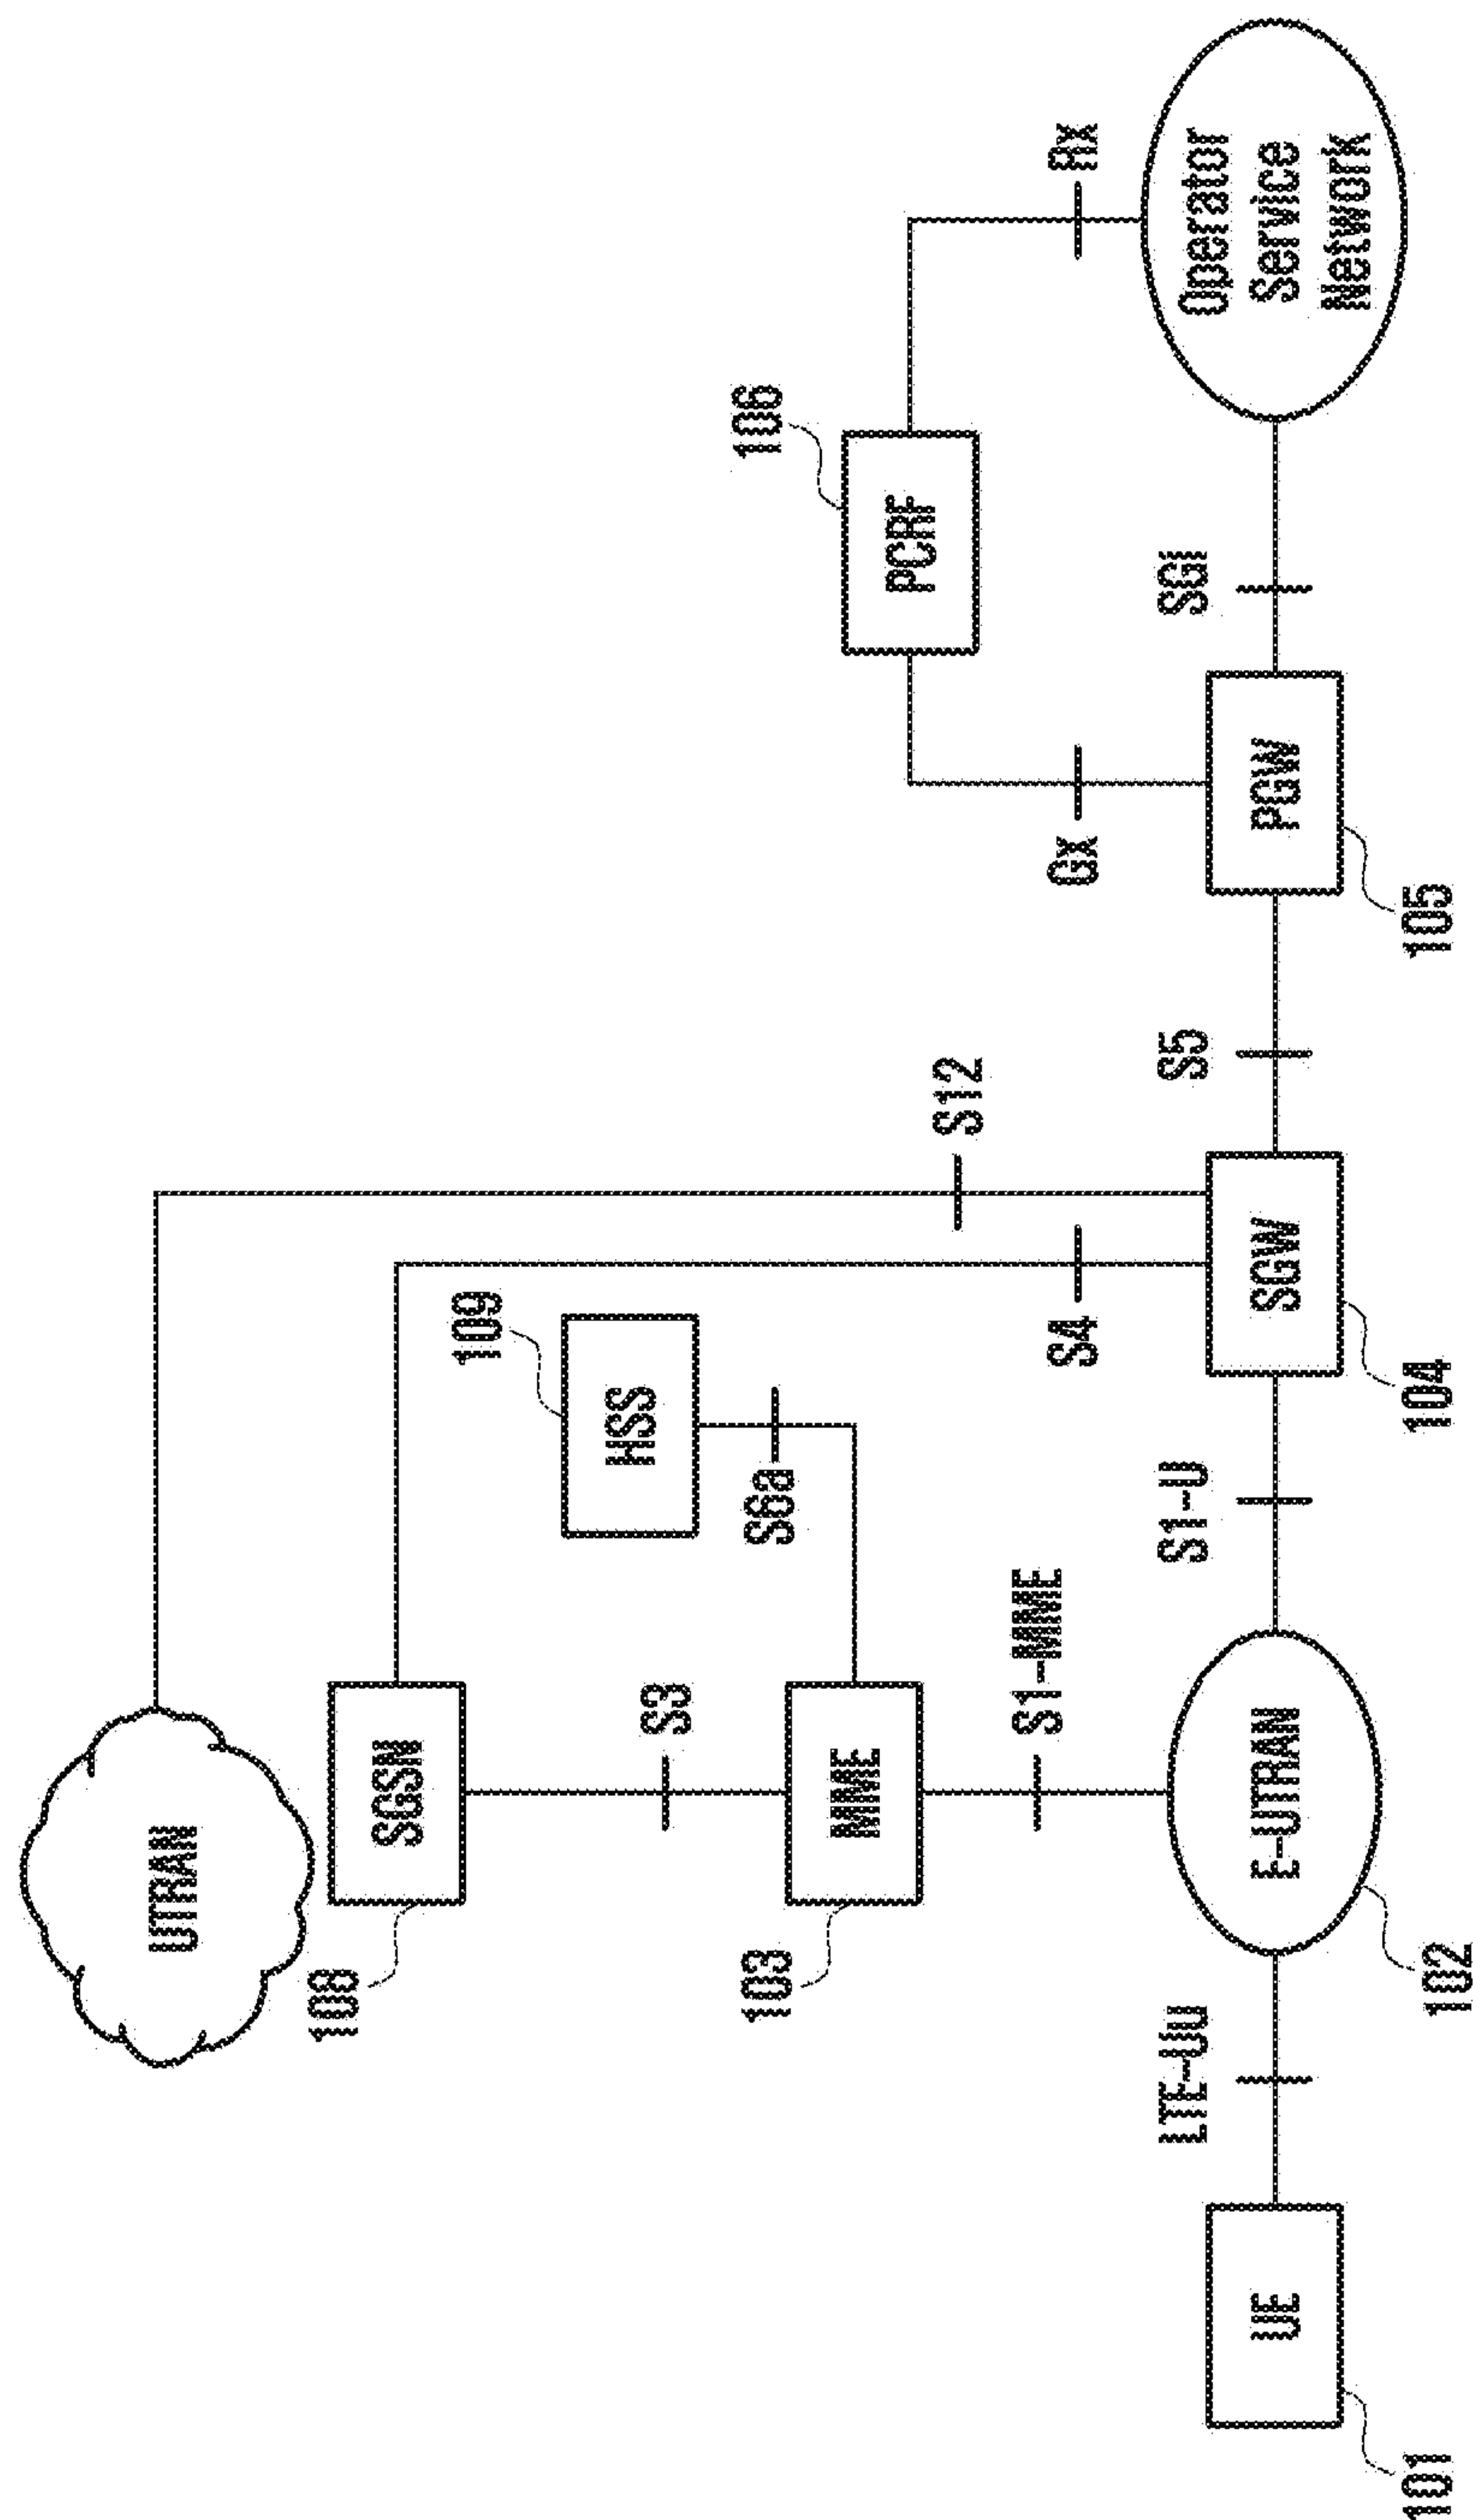 UTRAN
SGSN
108
109
HSS
S3
S6a
106
PCRF
MME
103
S12
S1-MME
S4
Gx
Rx
LTE-Uu
S1-U
S5
SGi
UE
E-UTRAN
SGW
PGW
Operator
Service
Network
101
102
104
105